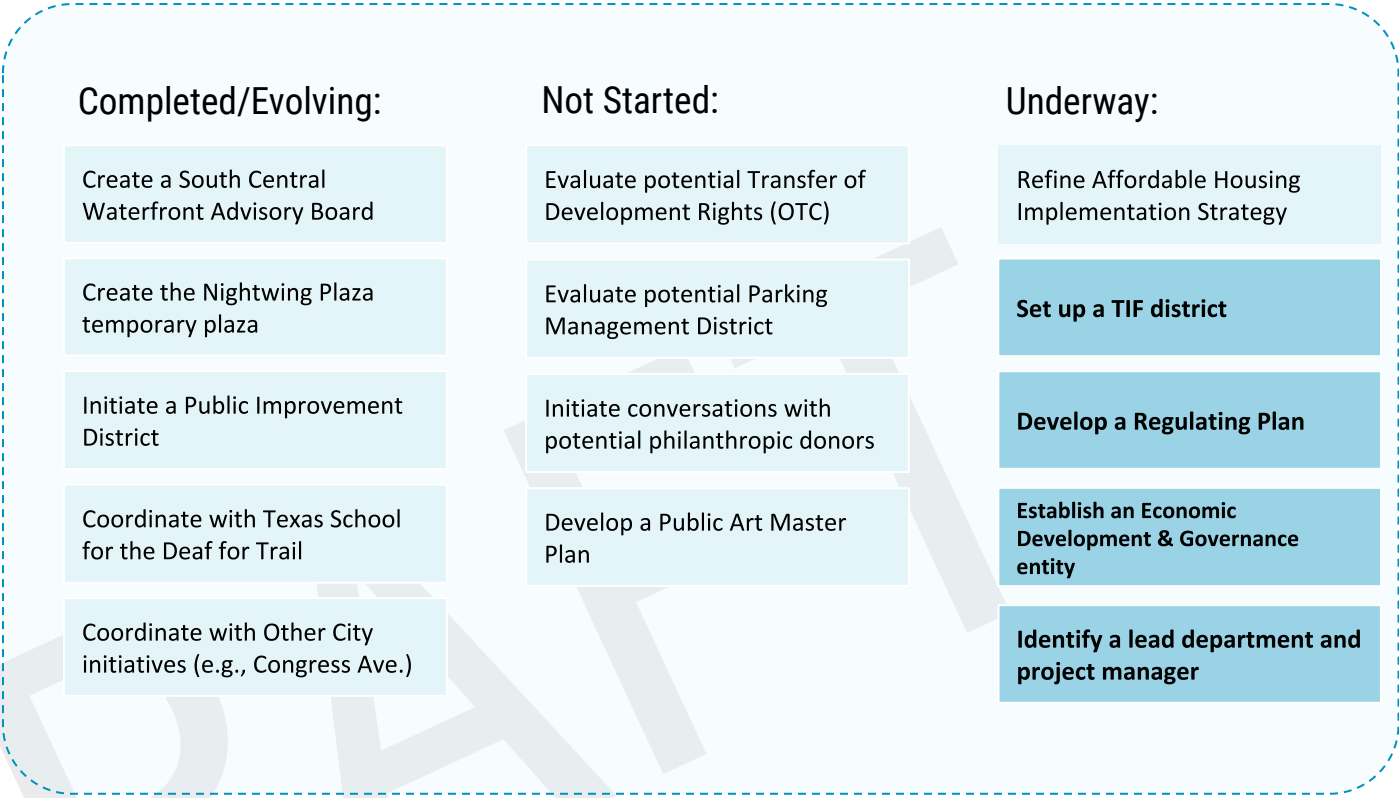 Completed/Evolving:
Create a South Central
Waterfront Advisory Board
Create the Nightwing Plaza
temporary plaza
Initiate a Public Improvement
District
Coordinate with Texas School
for the Deaf for Trail
Coordinate with Other City
initiatives (e.g., Congress Ave.)
Not Started:
Evaluate potential Transfer of
Development Rights (OTC)
Evaluate potential Parking
Management District
Initiate conversations with
potential philanthropic donors
Develop a Public Art Master
Plan
Underway:
Refine Affordable Housing
Implementation Strategy
Set up a TIF district
Develop a Regulating Plan
Establish an Economic
Development & Governance
entity
Identify a lead department and
project manager
DRAFT